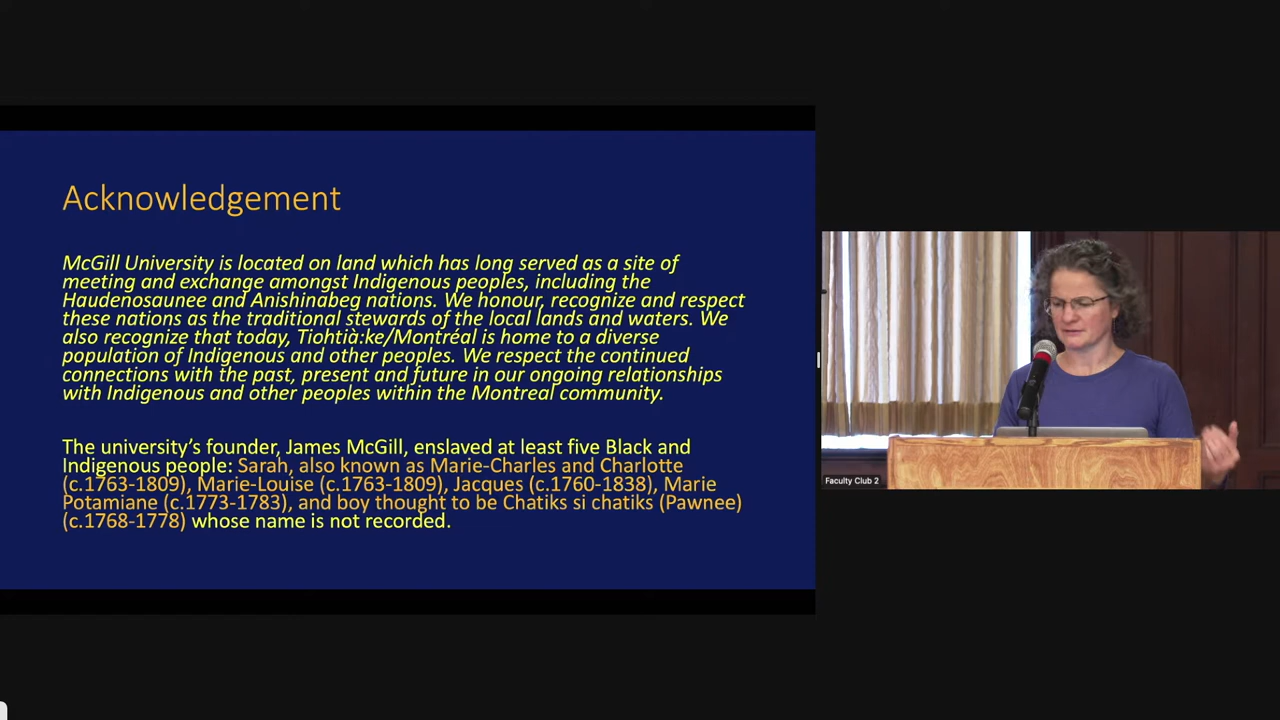 Acknowledgement
McGill University is located on land which has long served as a site of
meeting and exchange amongst Indigenous peoples, including the
Haudenosaunee and Anishinabeg nations. We honour, recognize and respect
these nations as the traditional stewards of the local lands and waters. We
also recognize that today, Tiohtià:ke/Montréal is home to a diverse
population of Indigenous and other peoples. We respect the continued
connections with the past, present and future in our ongoing relationships
with Indigenous and other peoples within the Montreal community.
The university's founder, James McGill, enslaved at least five Black and
Indigenous people: Sarah, also known as Marie-Charles and Charlotte
(c.1763-1809), Marie-Louise (c.1763-1809), Jacques (c.1760-1838), Marie
Potamiane (c.1773-1783), and boy thought to be Chatiks si chatiks (Pawnee)
(c.1768-1778) whose name is not recorded.
Faculty Club 2